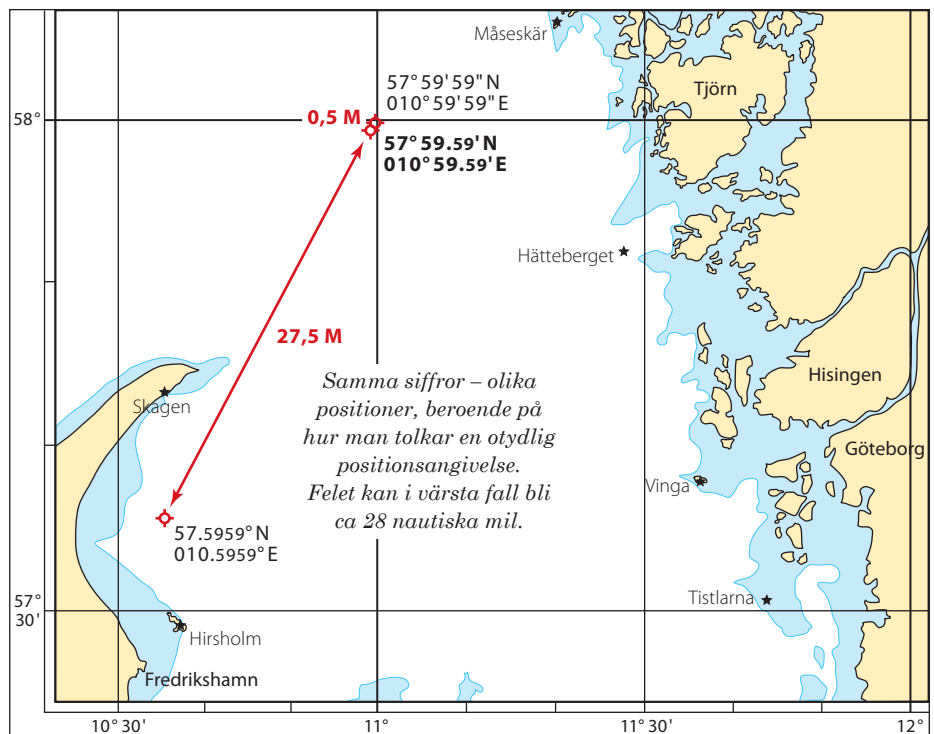 Måseskär
57°59'59"N
010°59'59"E
Tjörn
58°
0,5 M
57°59.59'N
010°59.59'E
Hätteberget
27,5 M
Samma siffror – olika
positioner, beroende på
hur man tolkar en otydlig
positionsangivelse.
Felet kan i värsta fall bli
ca 28 nautiska mil.
Skagen
Hisingen
Göteborg
Vinga
57.5959°N
010.5959°E
57°
30'
Tistlarna
Hirsholm
Fredrikshamn
10°30'
11°
11°30'
12°